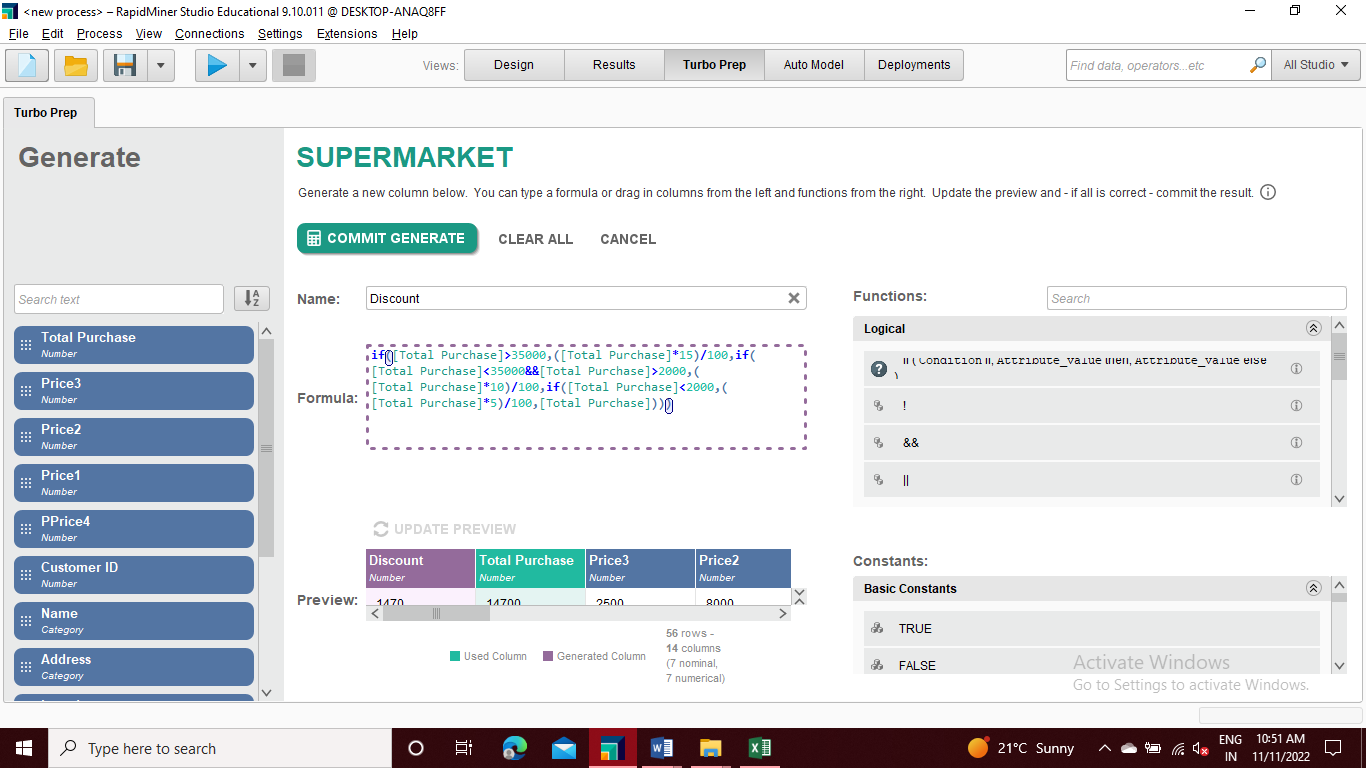 <new process> – RapidMiner Studio Educational 9.10.011 @ DESKTOP-ANAQ8FF
File Edit Process View Connections Settings Extensions Help
Views: Design Results Turbo Prep Auto Model Deployments Find data, operators...etc All Studio
Turbo Prep
Generate
SUPERMARKET
Generate a new column below. You can type a formula or drag in columns from the left and functions from the right. Update the preview and - if all is correct - commit the result.
COMMIT GENERATE CLEAR ALL CANCEL
Search text
Total Purchase
Number
Price3
Number
Price2
Number
Price1
Number
PPrice4
Number
Customer ID
Number
Name
Category
Address
Category
Name: Discount
Formula:
if([Total Purchase]>35000,([Total Purchase]*15)/100,if(
[Total Purchase]<35000&&[Total Purchase]>2000,(
[Total Purchase]*10)/100,if([Total Purchase]<2000,(
[Total Purchase]*5)/100,[Total Purchase])))
UPDATE PREVIEW
Preview:
Discount Total Purchase Price3 Price2
Number Number Number Number
1470 14700 2500 8000
Used Column Generated Column
56 rows -
14 columns
(7 nominal,
7 numerical)
Functions: Search
Logical
if ( Condition if, Attribute_value then, Attribute_value else
)
!
&&
||
Constants:
Basic Constants
TRUE
FALSE
Activate Windows
Go to Settings to activate Windows.
Type here to search
21°C Sunny
ENG
IN
10:51 AM
11/11/2022